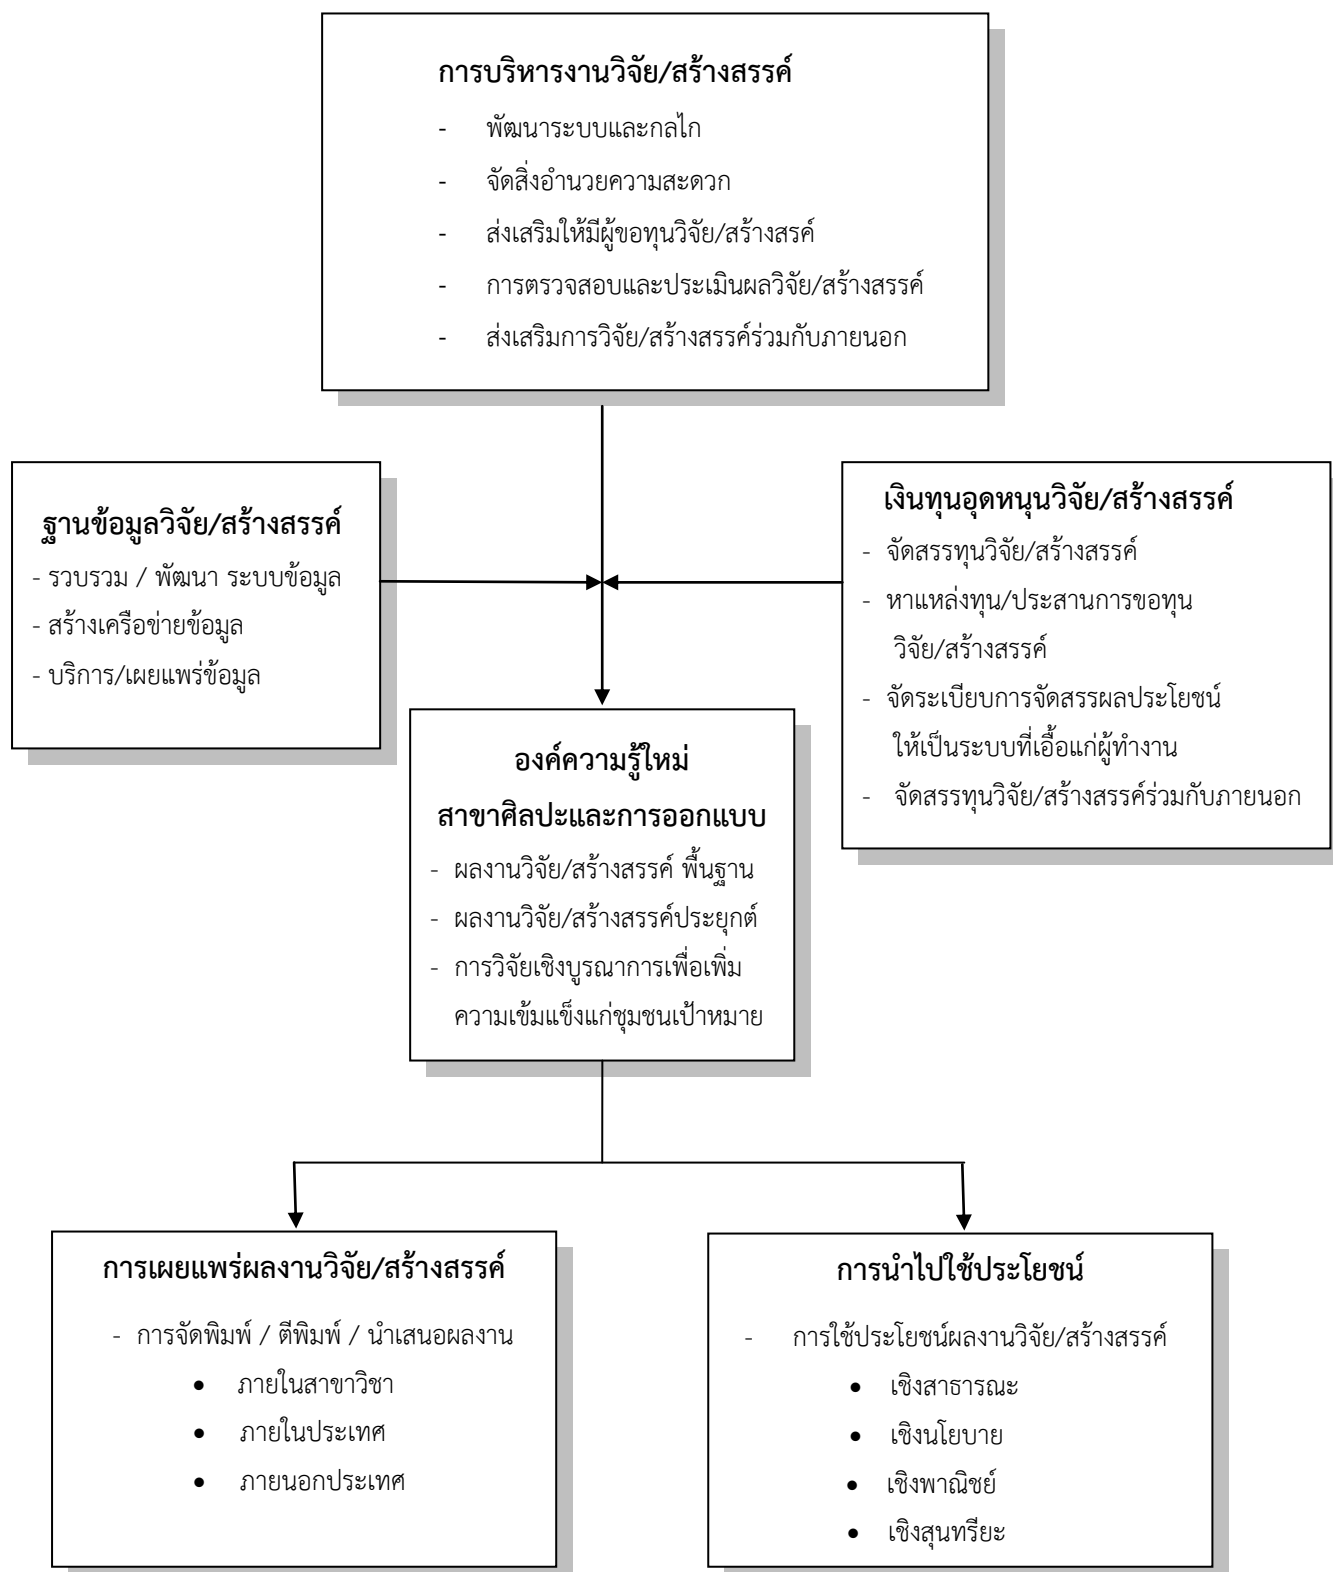 การบริหารงานวิจัย/สร้างสรรค์
- พัฒนาระบบและกลไก
- จัดสิ่งอำนวยความสะดวก
- ส่งเสริมให้มีผู้ขอทุนวิจัย/สร้างสรค์
- การตรวจสอบและประเมินผลวิจัย/สร้างสรรค์
- ส่งเสริมการวิจัย/สร้างสรรค์ร่วมกับภายนอก
ฐานข้อมูลวิจัย/สร้างสรรค์
- รวบรวม / พัฒนา ระบบข้อมูล
- สร้างเครือข่ายข้อมูล
- บริการ/เผยแพร่ข้อมูล
เงินทุนอุดหนุนวิจัย/สร้างสรรค์
- จัดสรรทุนวิจัย/สร้างสรรค์
- หาแหล่งทุน/ประสานการขอทุน
วิจัย/สร้างสรรค์
- จัดระเบียบการจัดสรรผลประโยชน์
ให้เป็นระบบที่เอื้อแก่ผู้ทำงาน
- จัดสรรทุนวิจัย/สร้างสรรค์ร่วมกับภายนอก
องค์ความรู้ใหม่
สาขาศิลปะและการออกแบบ
- ผลงานวิจัย/สร้างสรรค์ พื้นฐาน
- ผลงานวิจัย/สร้างสรรค์ประยุกต์
- การวิจัยเชิงบูรณาการเพื่อเพิ่ม
ความเข้มแข็งแก่ชุมชนเป้าหมาย
การเผยแพร่ผลงานวิจัย/สร้างสรรค์
- การจัดพิมพ์ / ตีพิมพ์ / นำเสนอผลงาน
• ภายในสาขาวิชา
• ภายในประเทศ
• ภายนอกประเทศ
การนำไปใช้ประโยชน์
- การใช้ประโยชน์ผลงานวิจัย/สร้างสรรค์
• เชิงสาธารณะ
• เชิงนโยบาย
• เชิงพาณิชย์
• เชิงสุนทรียะ